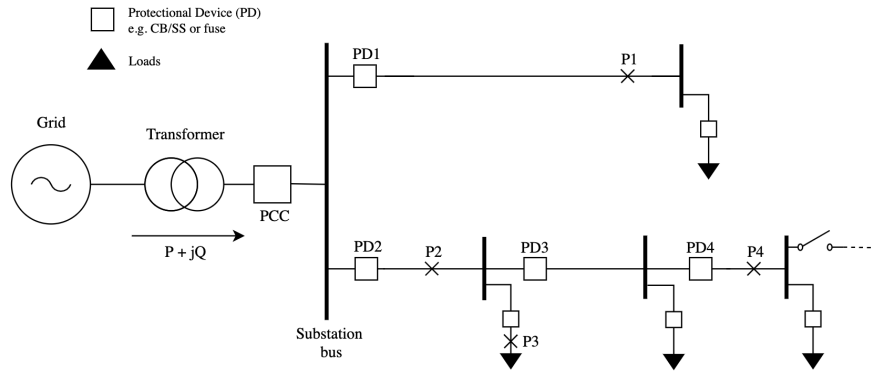 Protectional Device (PD)
e.g. CB/SS or fuse
Loads
Grid
Transformer
PCC
P + jQ
Substation
bus
PD1
P1
PD2
P2
PD3
PD4
P4
P3